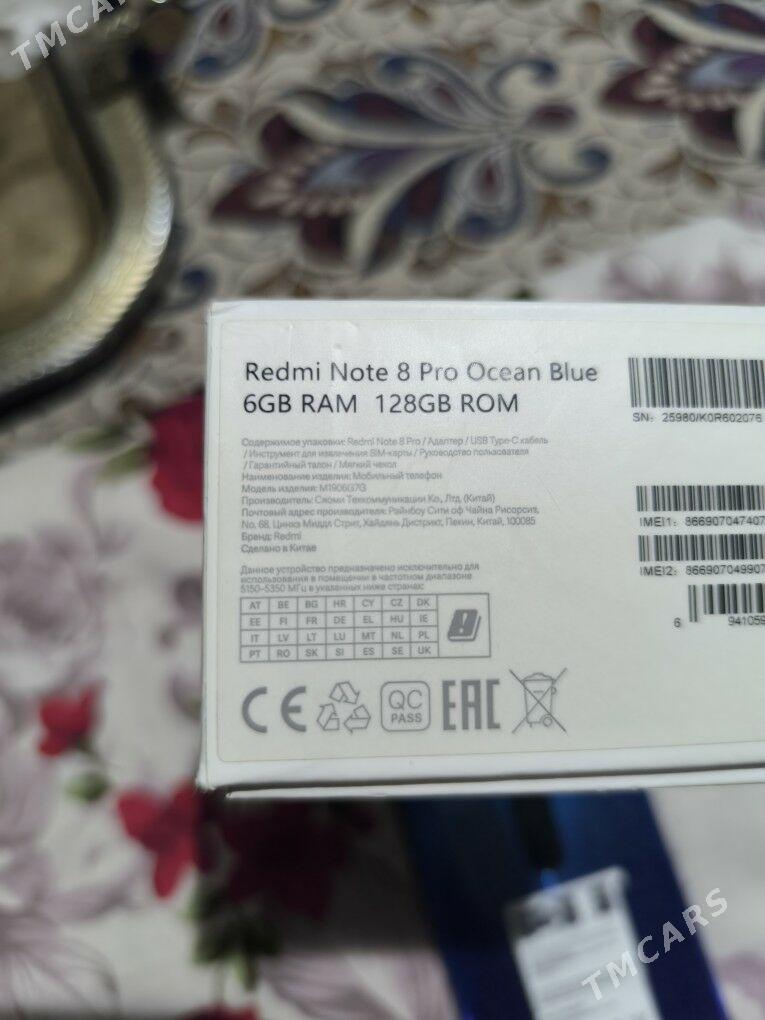 TMCARS
Redmi Note 8 Pro Ocean Blue
6GB RAM 128GB ROM
SN: 25980/K0R602076
Содержимое упаковки: Redmi Note 8 Pro / Адаптер / USB Type-C кабель
/ Инструмент для извлечения SIM-карты / Руководство пользователя
/ Гарантийный талон / Мягкий чехол
Наименование изделия: Мобильный телефон
Модель изделия: M1906G7G
Производитель: Сяоми Телкоммуникации Ко., Лтд. (Китай)
Почтовый адрес производителя: Рэйнбоу Сити оф Чайна Рисорсиз,
No. 68, Цинхэ Миддл Стрит, Хайдянь Дистрикт, Пекин, Китай, 100085
Бренд: Redmi
Сделано в Китае
IMEI1: 866907047407
IMEI2: 866907049907
6 941059
Данное устройство предназначено исключительно для
использования в помещении в частотном диапазоне
5150-5350 МГц в указанных ниже странах:
AT BE BG HR CY CZ DK
EE FI FR DE EL HU IE
IT LV LT LU MT NL PL
PT RO SK SI ES SE UK
CE QC PASS EAC
TMCARS